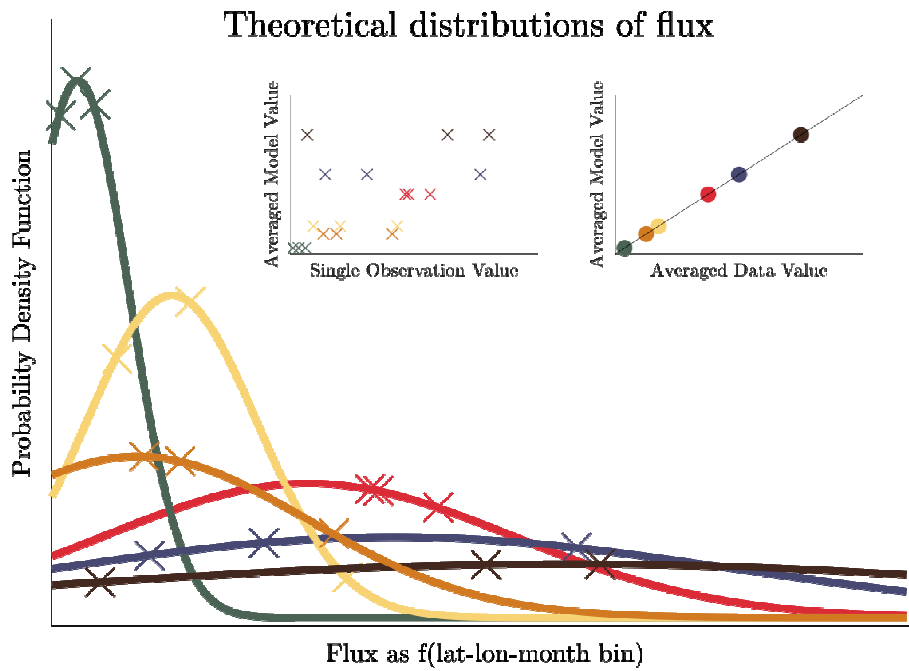 Theoretical distributions of flux
Probability Density Function
Averaged Model Value
Single Observation Value
Averaged Model Value
Averaged Data Value
Flux as f(lat-lon-month bin)